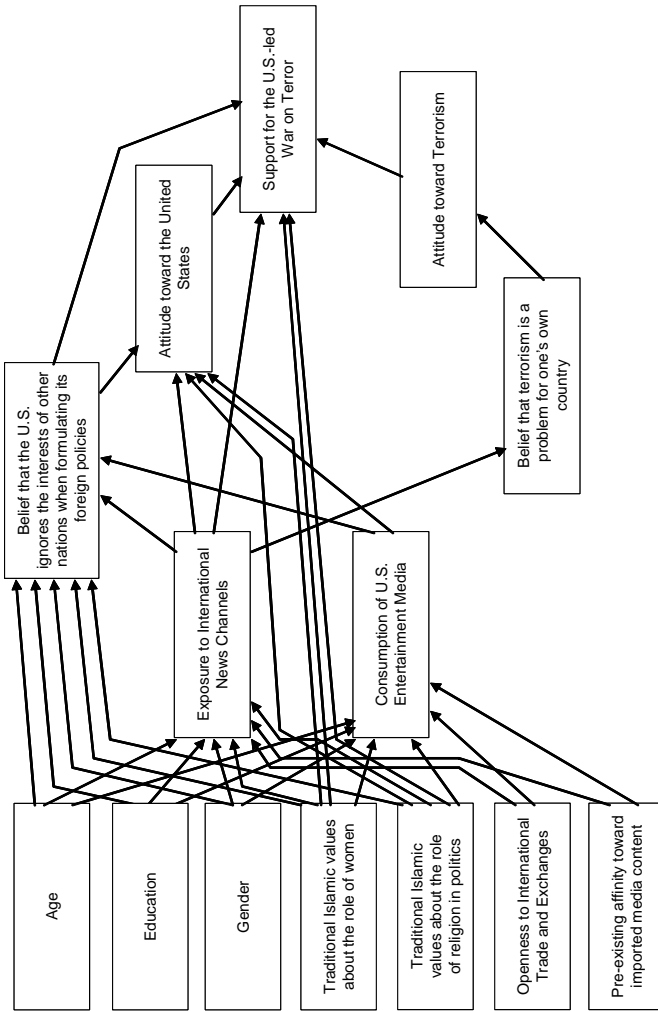 Age
Education
Gender
Traditional Islamic values
about the role of women
Traditional Islamic
values about the role
of religion in politics
Openness to International
Trade and Exchanges
Pre-existing affinity toward
imported media content
Exposure to International
News Channels
Consumption of U.S.
Entertainment Media
Belief that the U.S.
ignores the interests of other
nations when formulating its
foreign policies
Attitude toward the United
States
Belief that terrorism is a
problem for one's own
country
Support for the U.S.-led
War on Terror
Attitude toward Terrorism